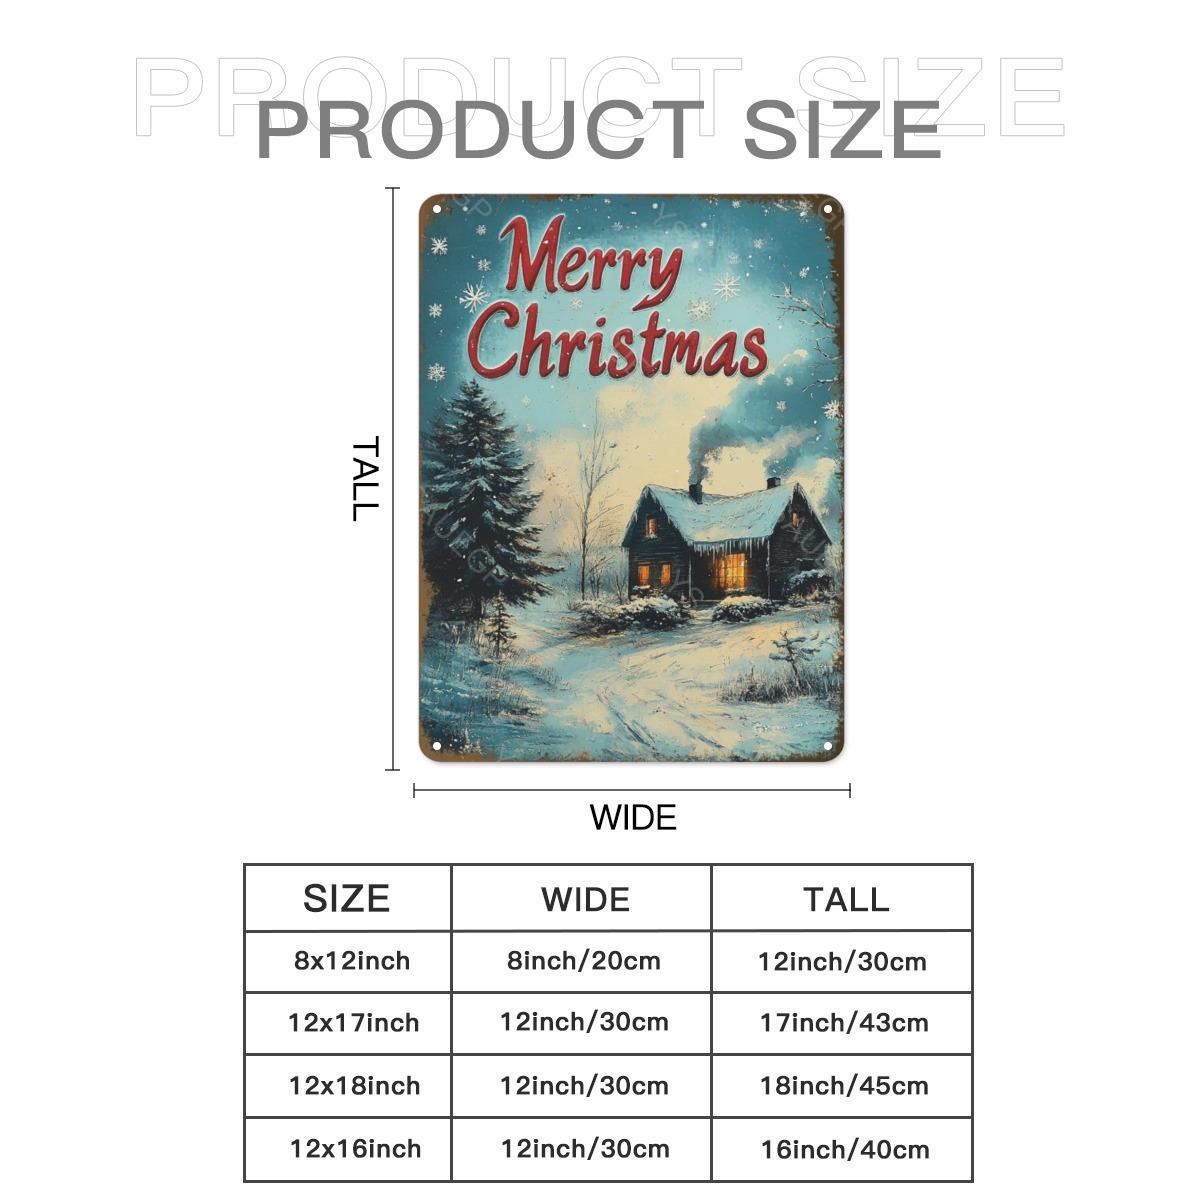 PRODUCT SIZE
PRODUCT SIZE
Merry
Christmas
TALL
WIDE
SIZE WIDE TALL
8x12inch 8inch/20cm 12inch/30cm
12x17inch 12inch/30cm 17inch/43cm
12x18inch 12inch/30cm 18inch/45cm
12x16inch 12inch/30cm 16inch/40cm